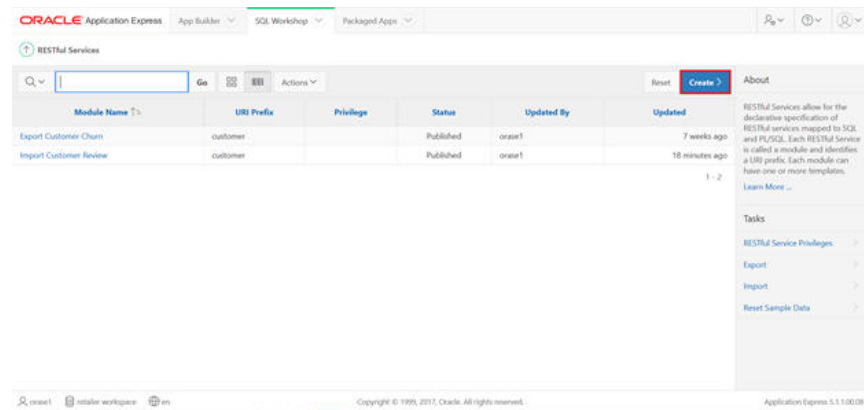 ORACLE Application Express App Builder SQL Workshop Packaged Apps
RESTful Services
Go Actions Reset Create >
Module Name URI Prefix Privilege Status Updated By Updated
Export Customer Churn customer Published orase1 7 weeks ago
Import Customer Review customer Published orase1 18 minutes ago
1 - 2
About
RESTful Services allow for the
declarative specification of
RESTful services mapped to SQL
and PL/SQL. Each RESTful Service
is called a module and identifies
a URI prefix. Each module can
have one or more templates.
Learn More ...
Tasks
RESTful Service Privileges
Export
Import
Reset Sample Data
orase1 retailer workspace en Copyright © 1999, 2017, Oracle. All rights reserved. Application Express 5.1.1.00.08